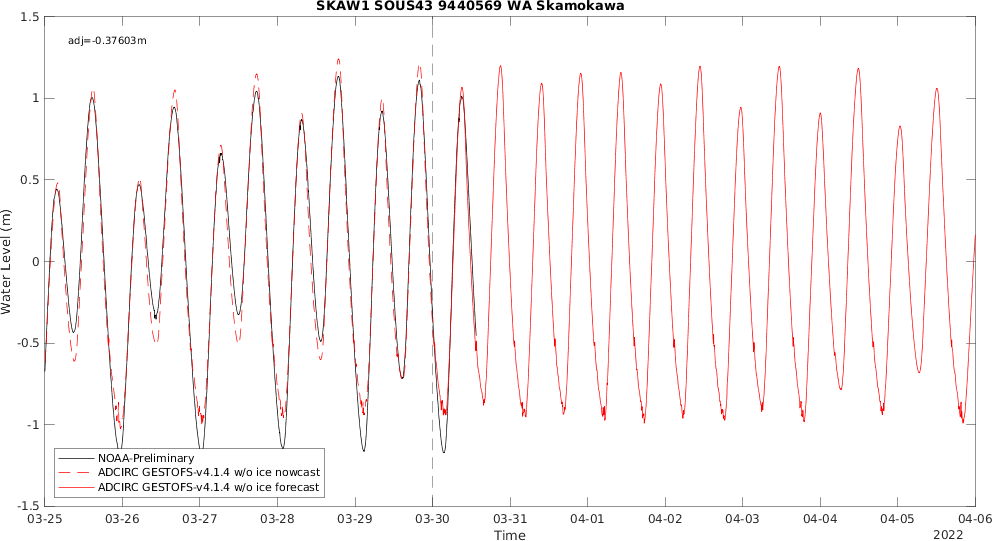 SKAW1 SOUS43 9440569 WA Skamokawa
adj=-0.37603m
1.5
1
0.5
0
-0.5
-1
-1.5
Water Level (m)
NOAA-Preliminary
ADCIRC GESTOFS-v4.1.4 w/o ice nowcast
ADCIRC GESTOFS-v4.1.4 w/o ice forecast
03-25 03-26 03-27 03-28 03-29 03-30 03-31 04-01 04-02 04-03 04-04 04-05 04-06
Time
2022